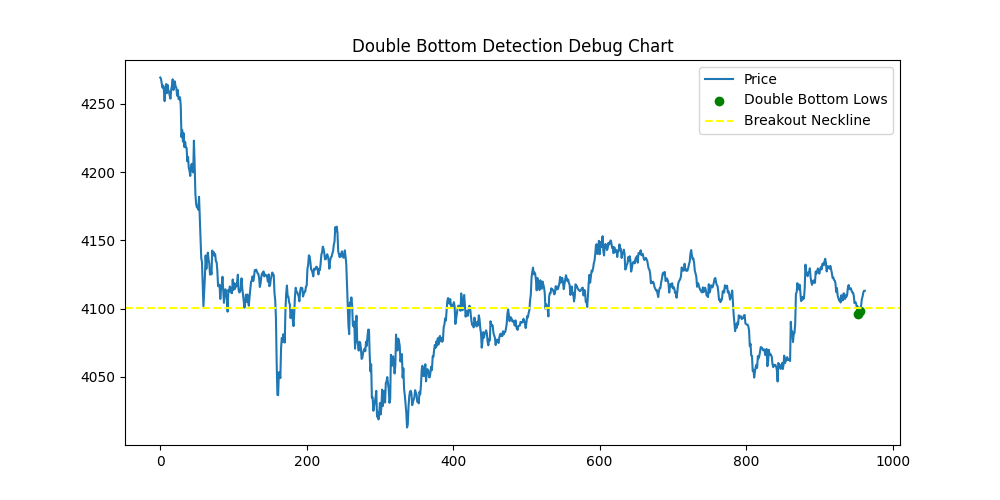 Double Bottom Detection Debug Chart
Price
Double Bottom Lows
Breakout Neckline
4250
4200
4150
4100
4050
0 200 400 600 800 1000